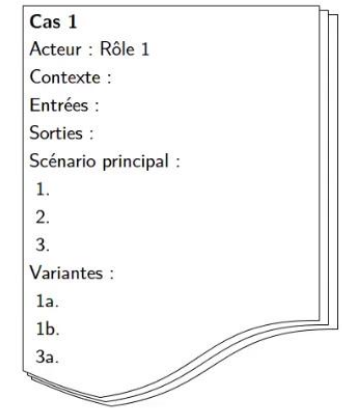 Cas 1
Acteur : Rôle 1
Contexte :
Entrées :
Sorties :
Scénario principal :
1.
2.
3.
Variantes :
1a.
1b.
3a.